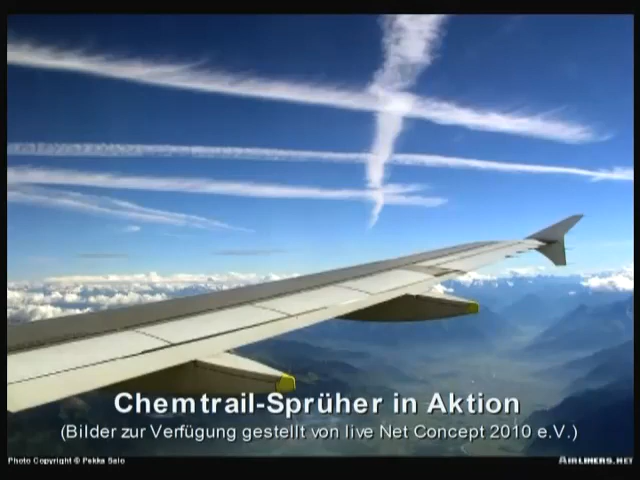 Chemtrail-Sprüher in Aktion
(Bilder zur Verfügung gestellt von live Net Concept 2010 e.V.)
Photo Copyright © Pekka Salo
AIRLINERS.NET